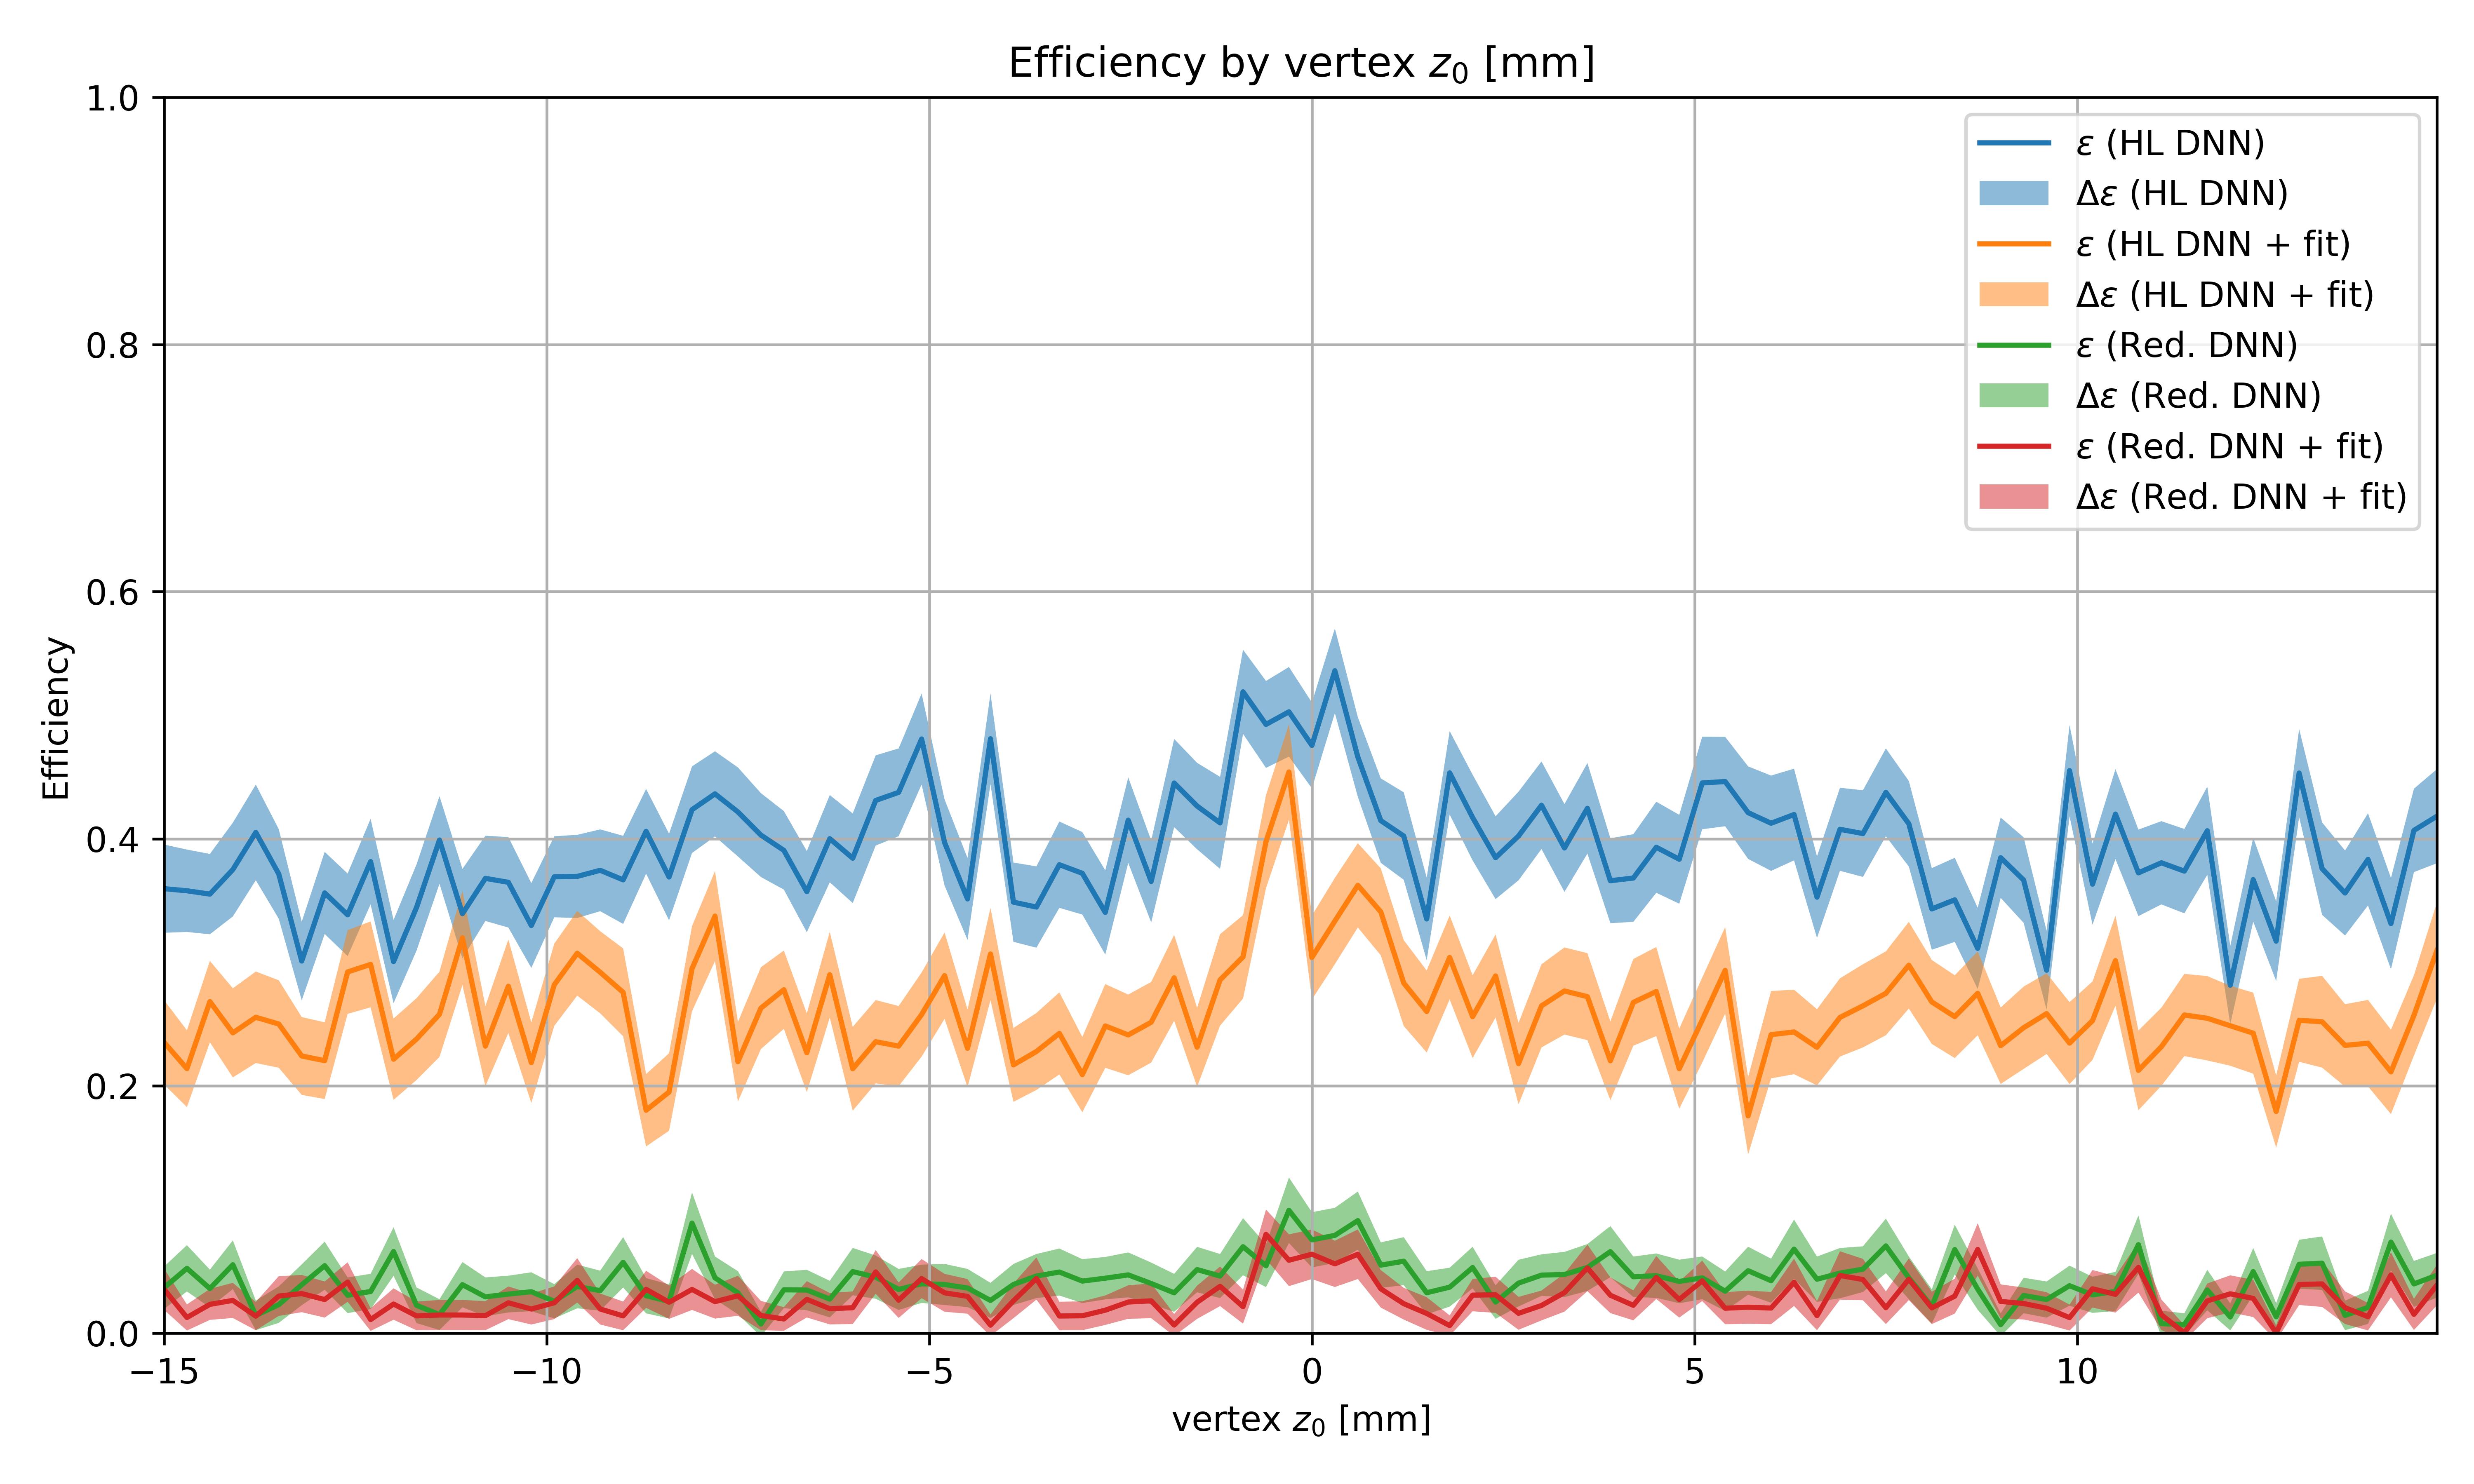 Efficiency by vertex z₀ [mm]
1.0
0.8
0.6
0.4
0.2
0.0
Efficiency
ε (HL DNN)
Δε (HL DNN)
ε (HL DNN + fit)
Δε (HL DNN + fit)
ε (Red. DNN)
Δε (Red. DNN)
ε (Red. DNN + fit)
Δε (Red. DNN + fit)
−15 −10 −5 0 5 10
vertex z₀ [mm]